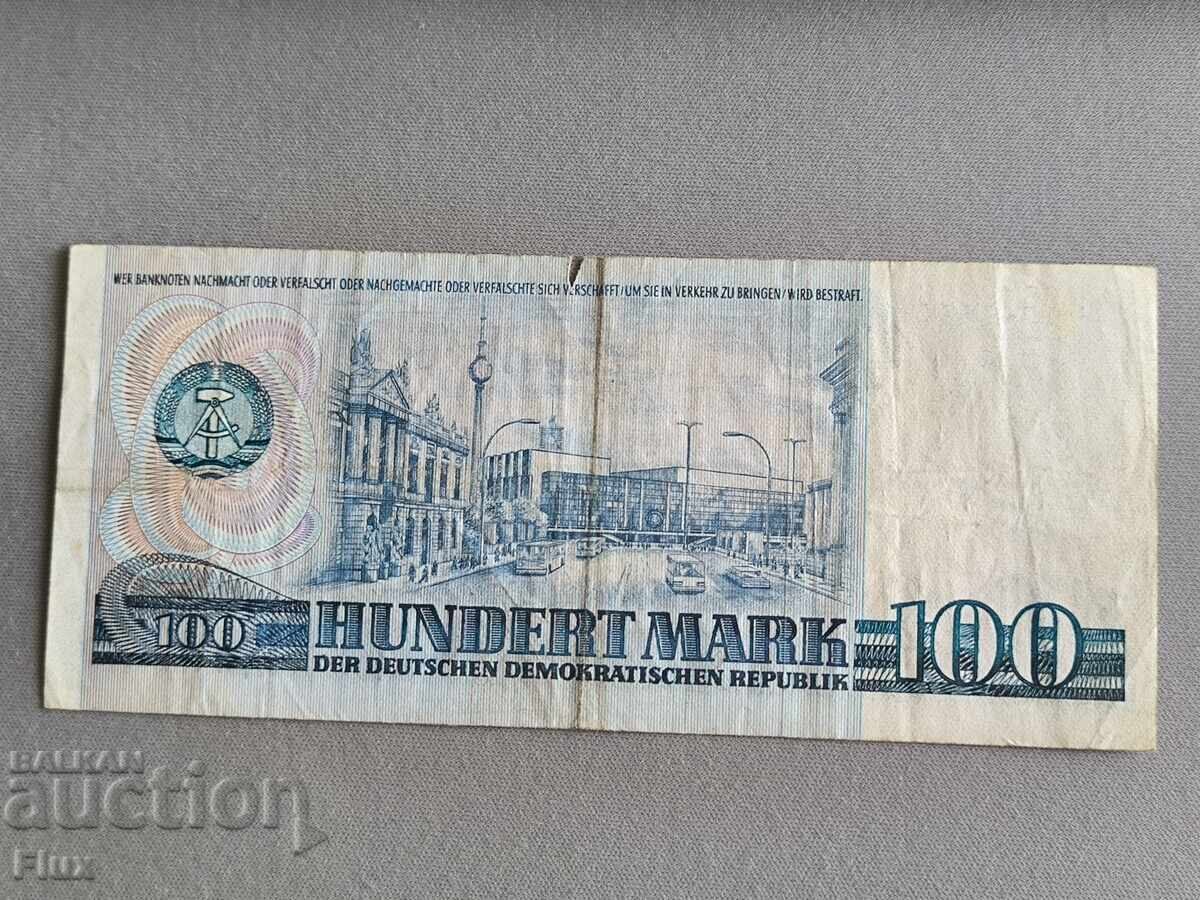 WER BANKNOTEN NACHMACHT ODER VERFÄLSCHT ODER NACHGEMACHTE ODER VERFÄLSCHTE SICH VERSCHAFFT/UM SIE IN VERKEHR ZU BRINGEN/WIRD BESTRAFT.
100 HUNDERT MARK 100
DER DEUTSCHEN DEMOKRATISCHEN REPUBLIK
BALKAN
auction
Flux